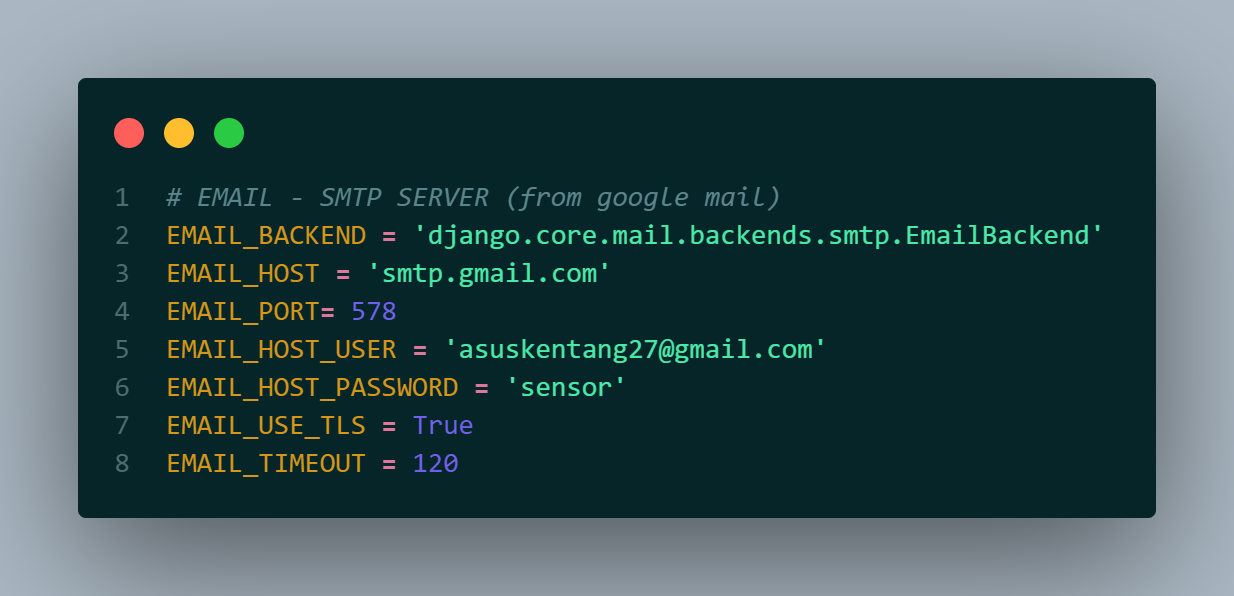 1 # EMAIL - SMTP SERVER (from google mail)
2 EMAIL_BACKEND = 'django.core.mail.backends.smtp.EmailBackend'
3 EMAIL_HOST = 'smtp.gmail.com'
4 EMAIL_PORT= 578
5 EMAIL_HOST_USER = 'asuskentang27@gmail.com'
6 EMAIL_HOST_PASSWORD = 'sensor'
7 EMAIL_USE_TLS = True
8 EMAIL_TIMEOUT = 120